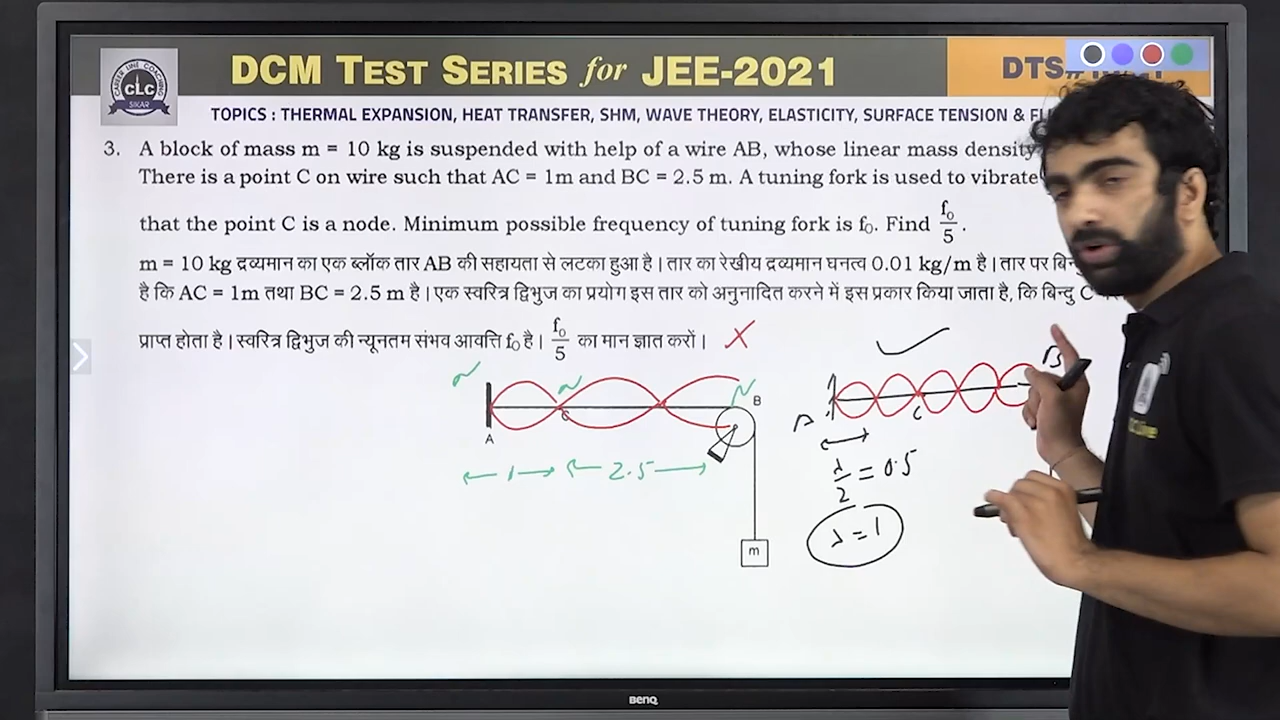 DCM TEST SERIES for JEE-2021
CAREER LINE COACHING
CLC
SIKAR
TOPICS : THERMAL EXPANSION, HEAT TRANSFER, SHM, WAVE THEORY, ELASTICITY, SURFACE TENSION &
3. A block of mass m = 10 kg is suspended with help of a wire AB, whose linear mass density
There is a point C on wire such that AC = 1m and BC = 2.5 m. A tuning fork is used to vibrate
that the point C is a node. Minimum possible frequency of tuning fork is f₀. Find f₀/5.
m = 10 kg द्रव्यमान का एक ब्लॉक तार AB की सहायता से लटका हुआ है। तार का रेखीय द्रव्यमान घनत्व 0.01 kg/m है। तार पर
है कि AC = 1m तथा BC = 2.5 m है। एक स्वरित्र द्विभुज का प्रयोग इस तार को अनुनादित करने में इस प्रकार किया जाता है, कि बिन्दु C
प्राप्त होता है। स्वरित्र द्विभुज की न्यूनतम संभव आवत्ति f₀ है। f₀/5 का मान ज्ञात करों।
N N N
A C B
1 2.5
m
A C B
λ/2 = 0.5
λ = 1
BENQ